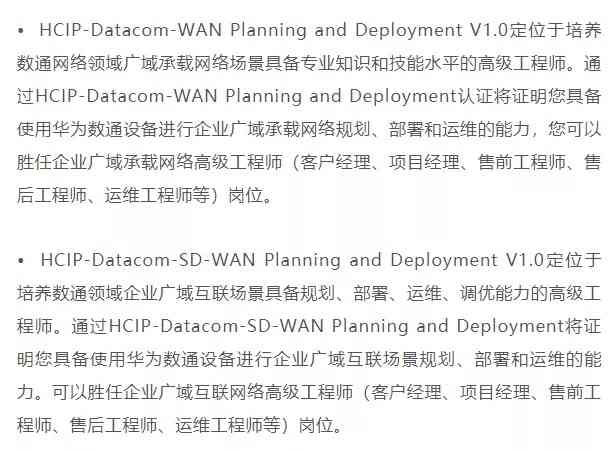 • HCIP-Datacom-WAN Planning and Deployment V1.0定位于培养
数通网络领域广域承载网络场景具备专业知识和技能水平的高级工程师。通
过HCIP-Datacom-WAN Planning and Deployment认证将证明您具备
使用华为数通设备进行企业广域承载网络规划、部署和运维的能力，您可以
胜任企业广域承载网络高级工程师（客户经理、项目经理、售前工程师、售
后工程师、运维工程师等）岗位。
• HCIP-Datacom-SD-WAN Planning and Deployment V1.0定位于
培养数通领域企业广域互联场景具备规划、部署、运维、调优能力的高级工
程师。通过HCIP-Datacom-SD-WAN Planning and Deployment将证
明您具备使用华为数通设备进行企业广域互联场景规划、部署和运维的能
力。可以胜任企业广域互联网络高级工程师（客户经理、项目经理、售前工
程师、售后工程师、运维工程师等）岗位。